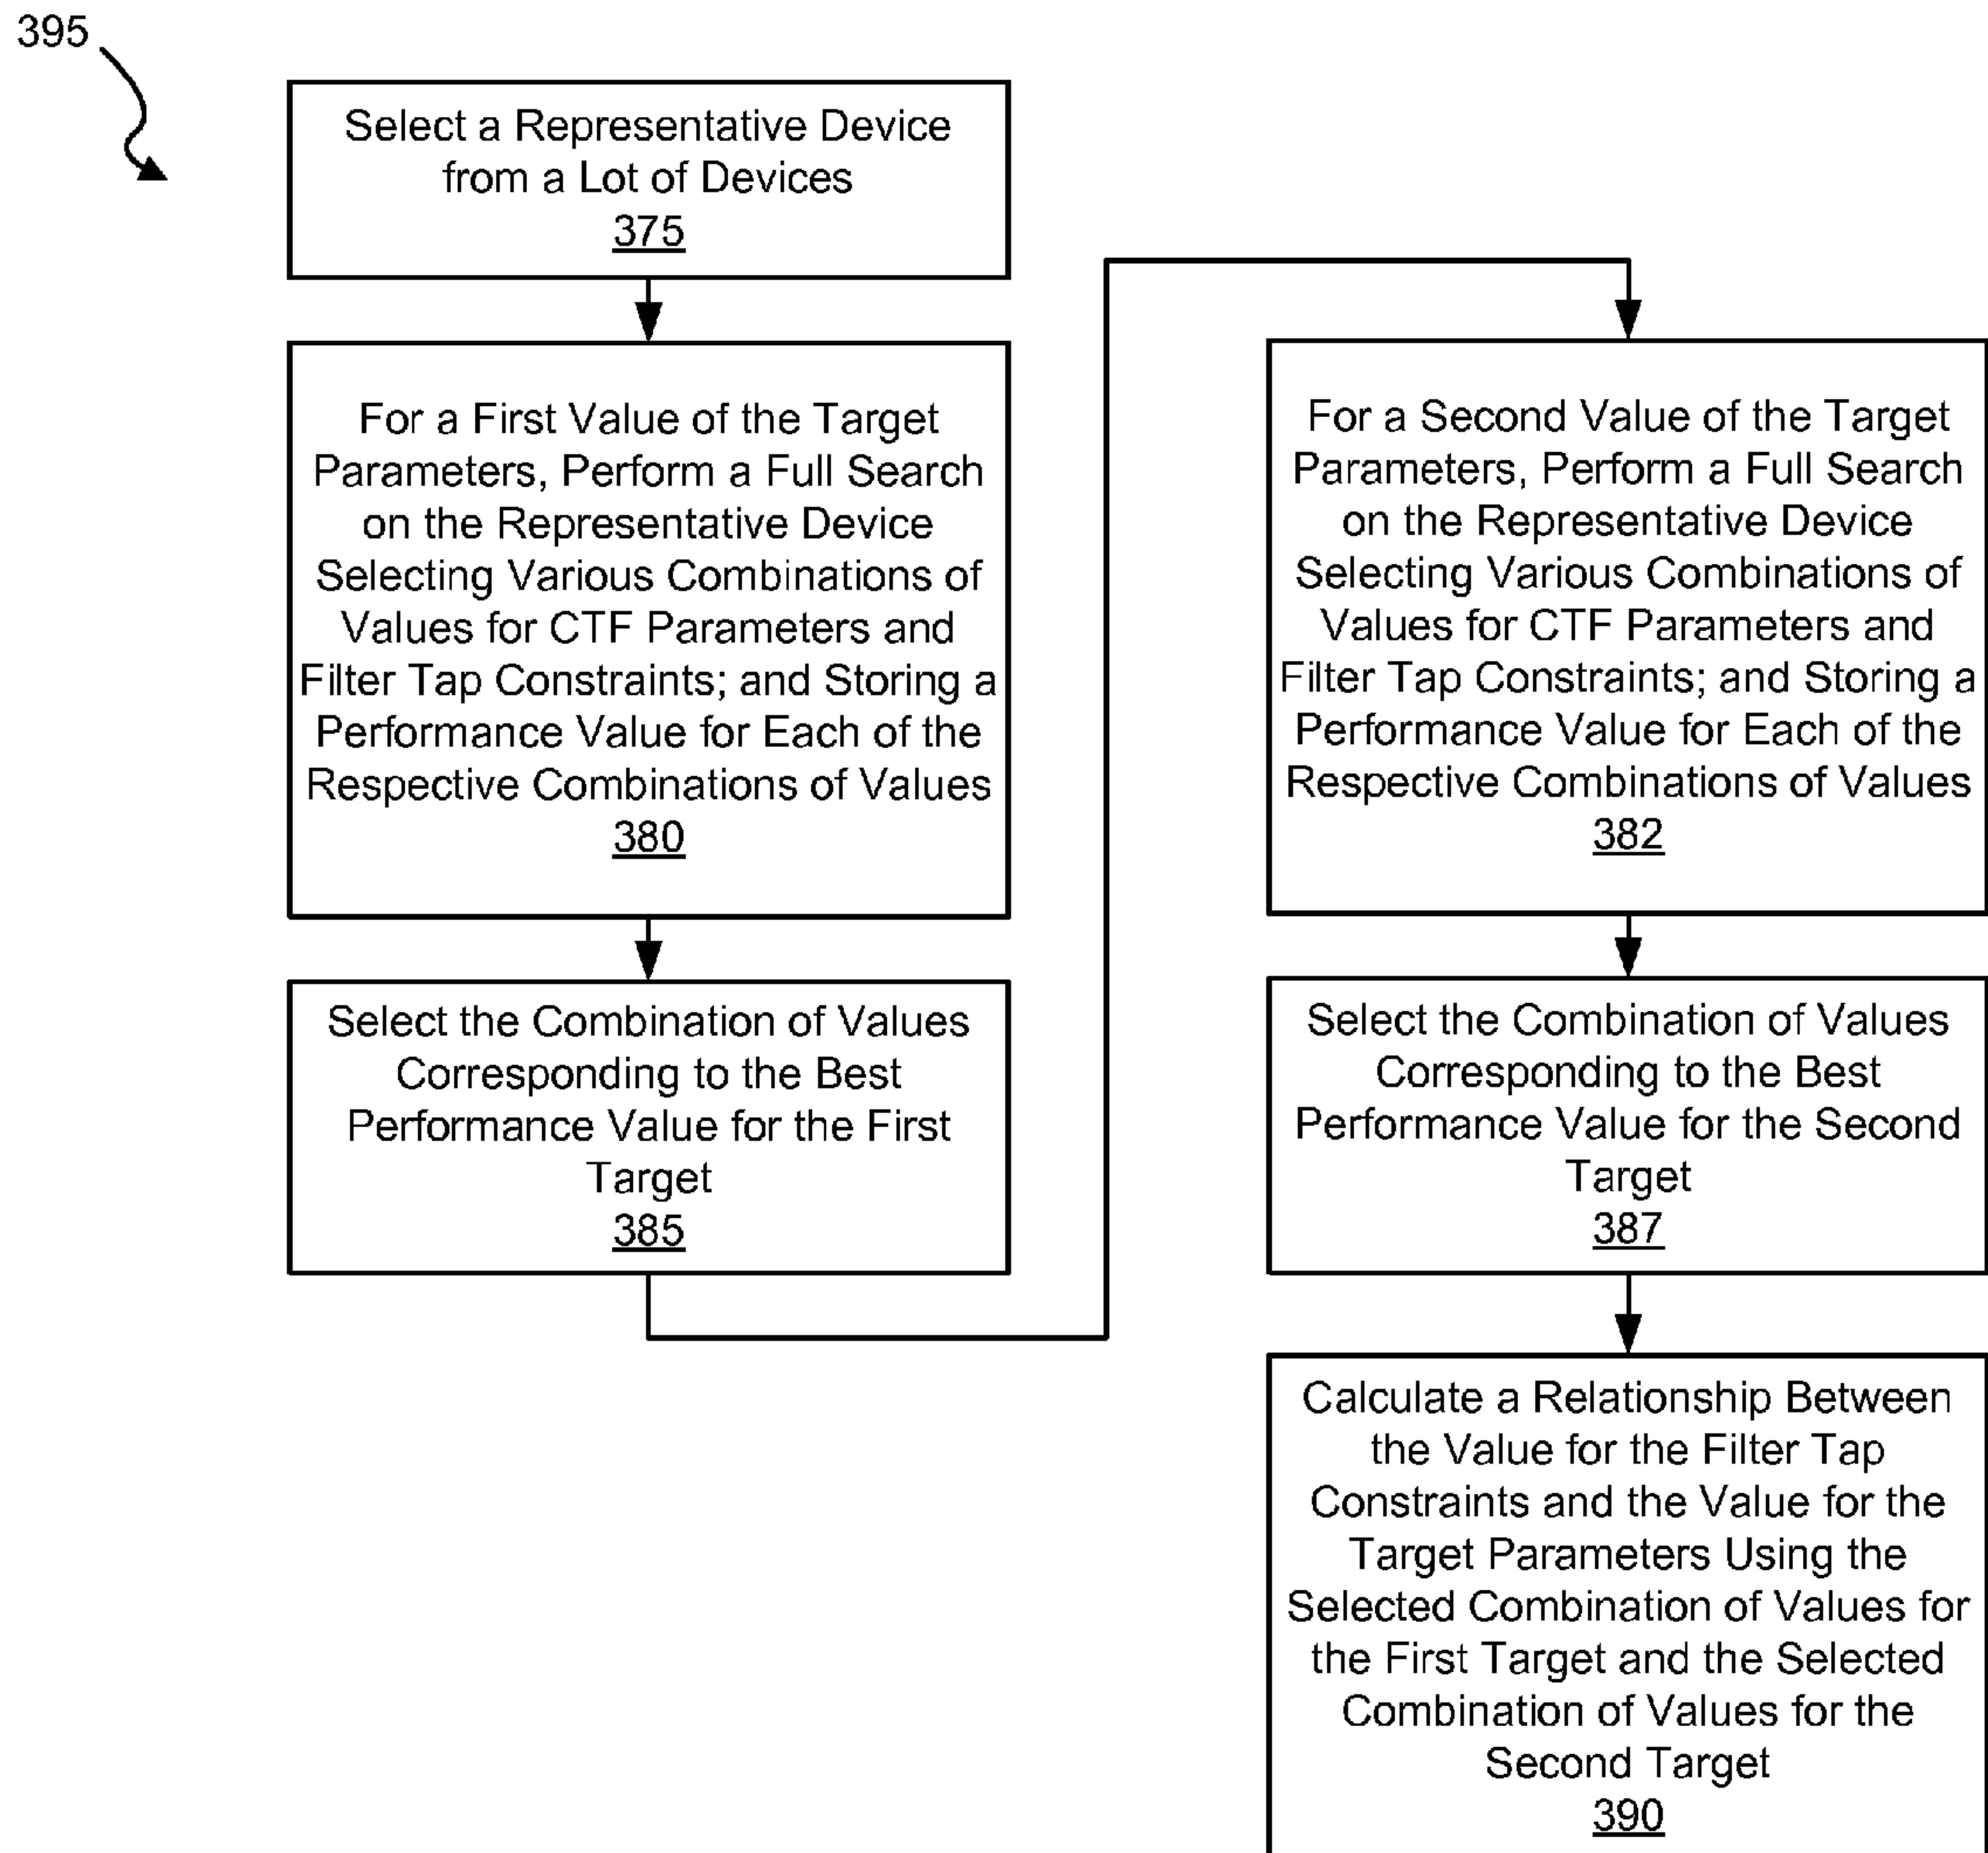 395
Select a Representative Device
from a Lot of Devices
375
For a First Value of the Target
Parameters, Perform a Full Search
on the Representative Device
Selecting Various Combinations of
Values for CTF Parameters and
Filter Tap Constraints; and Storing a
Performance Value for Each of the
Respective Combinations of Values
380
Select the Combination of Values
Corresponding to the Best
Performance Value for the First
Target
385
For a Second Value of the Target
Parameters, Perform a Full Search
on the Representative Device
Selecting Various Combinations of
Values for CTF Parameters and
Filter Tap Constraints; and Storing a
Performance Value for Each of the
Respective Combinations of Values
382
Select the Combination of Values
Corresponding to the Best
Performance Value for the Second
Target
387
Calculate a Relationship Between
the Value for the Filter Tap
Constraints and the Value for the
Target Parameters Using the
Selected Combination of Values for
the First Target and the Selected
Combination of Values for the
Second Target
390